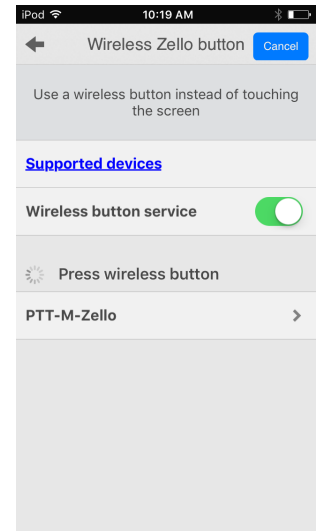 iPod 10:19 AM
Wireless Zello button Cancel
Use a wireless button instead of touching
the screen
Supported devices
Wireless button service
Press wireless button
PTT-M-Zello